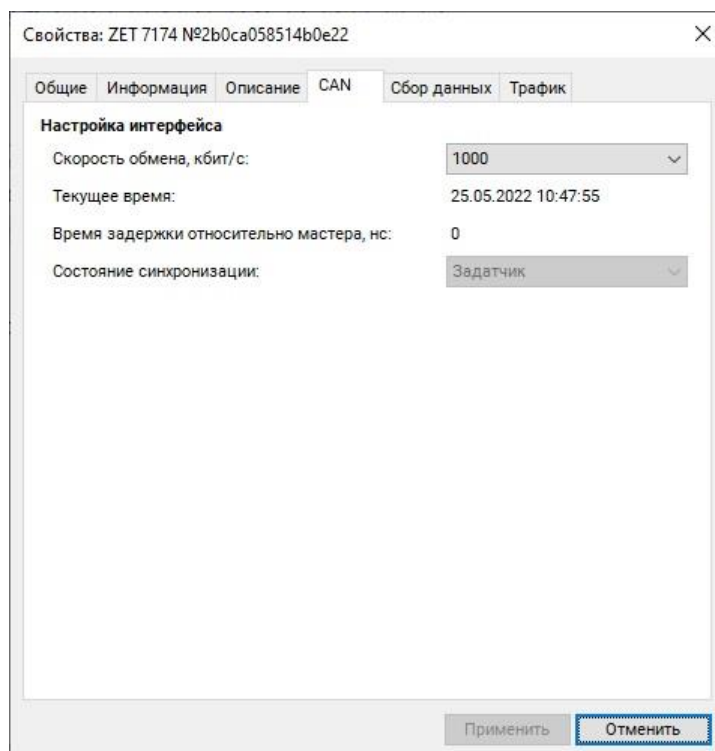 Свойства: ZET 7174 №2b0ca058514b0e22
Общие Информация Описание CAN Сбор данных Трафик
Настройка интерфейса
Скорость обмена, кбит/с: 1000
Текущее время: 25.05.2022 10:47:55
Время задержки относительно мастера, нс: 0
Состояние синхронизации: Задатчик
Применить Отменить